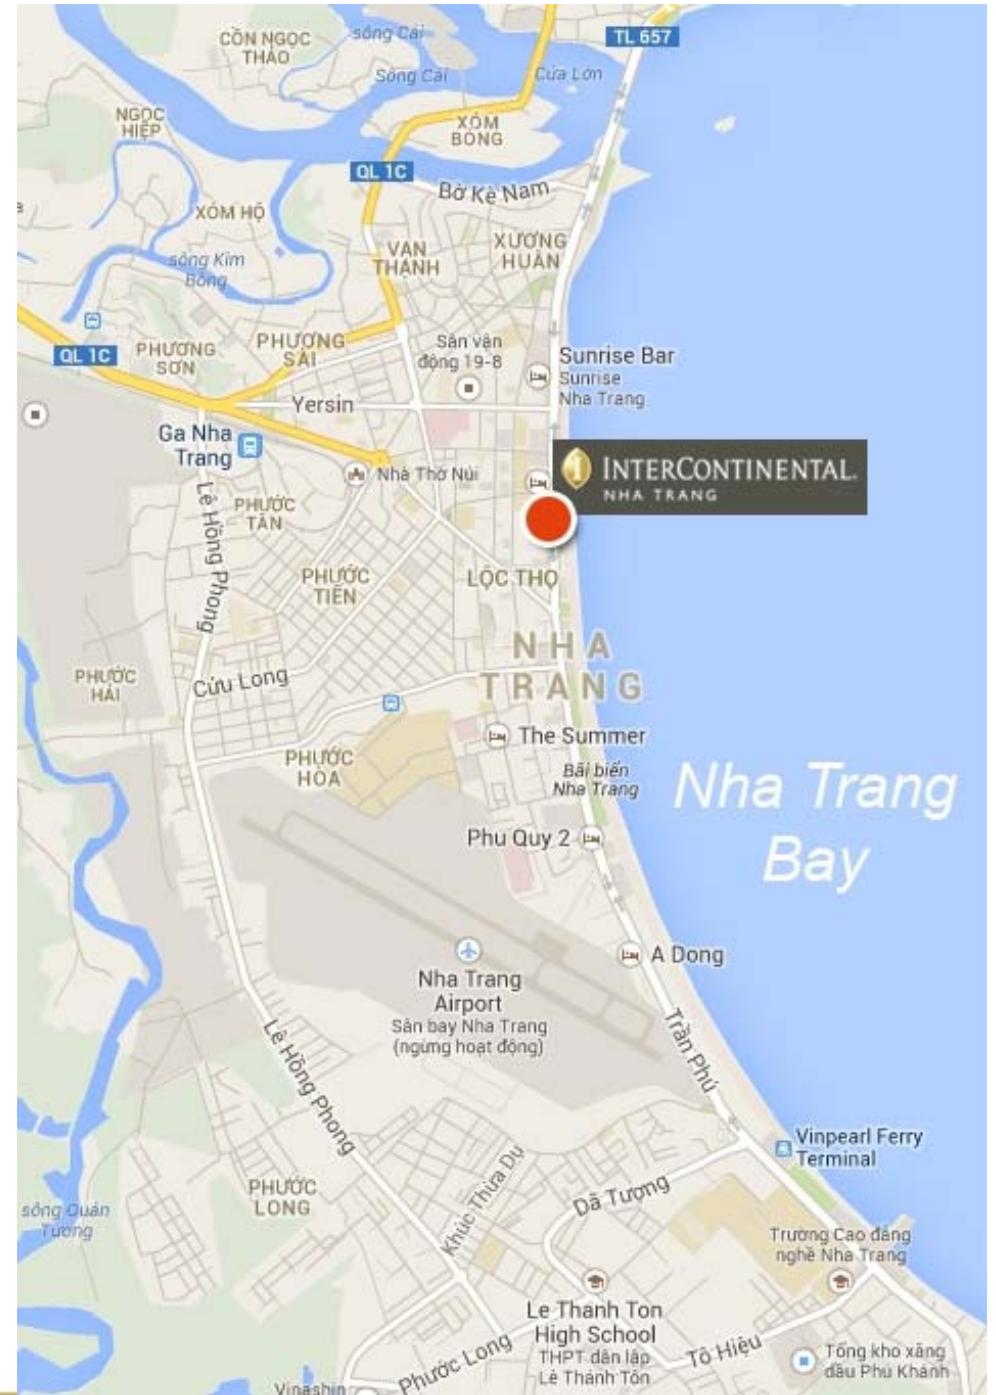 TL 657
sông Cái
CỒN NGỌC
THẢO
Sông Cái
Cửa Lớn
NGỌC
HIỆP
XÓM
BÓNG
QL 1C
Bờ Kè Nam
XÓM HỘ
VẠN
THẠNH
XƯƠNG
HUÂN
sông Kim
Bồng
QL 1C
PHƯƠNG
SƠN
PHƯƠNG
SÀI
Sân vận
động 19-8
Sunrise Bar
Sunrise
Nha Trang
Yersin
Ga Nha
Trang
Nhà Thờ Núi
INTERCONTINENTAL.
NHA TRANG
Lê Hồng Phong
PHƯỚC
TÂN
PHƯỚC
TIẾN
LỘC THỌ
NHA
TRANG
PHƯỚC
HẢI
Cửu Long
The Summer
PHƯỚC
HÒA
Bãi biển
Nha Trang
Nha Trang
Bay
Phu Quy 2
A Dong
Nha Trang
Airport
Sân bay Nha Trang
(ngừng hoạt động)
Trần Phú
Lê Hồng Phong
Vinpearl Ferry
Terminal
PHƯỚC
LONG
Khúc Thừa Dụ
Dã Tượng
sông Quán
Tường
Trường Cao đẳng
nghề Nha Trang
Le Thanh Ton
High School
THPT dân lập
Lê Thánh Tôn
Phước Long
Tô Hiệu
Tổng kho xăng
dầu Phú Khánh
Vinashin